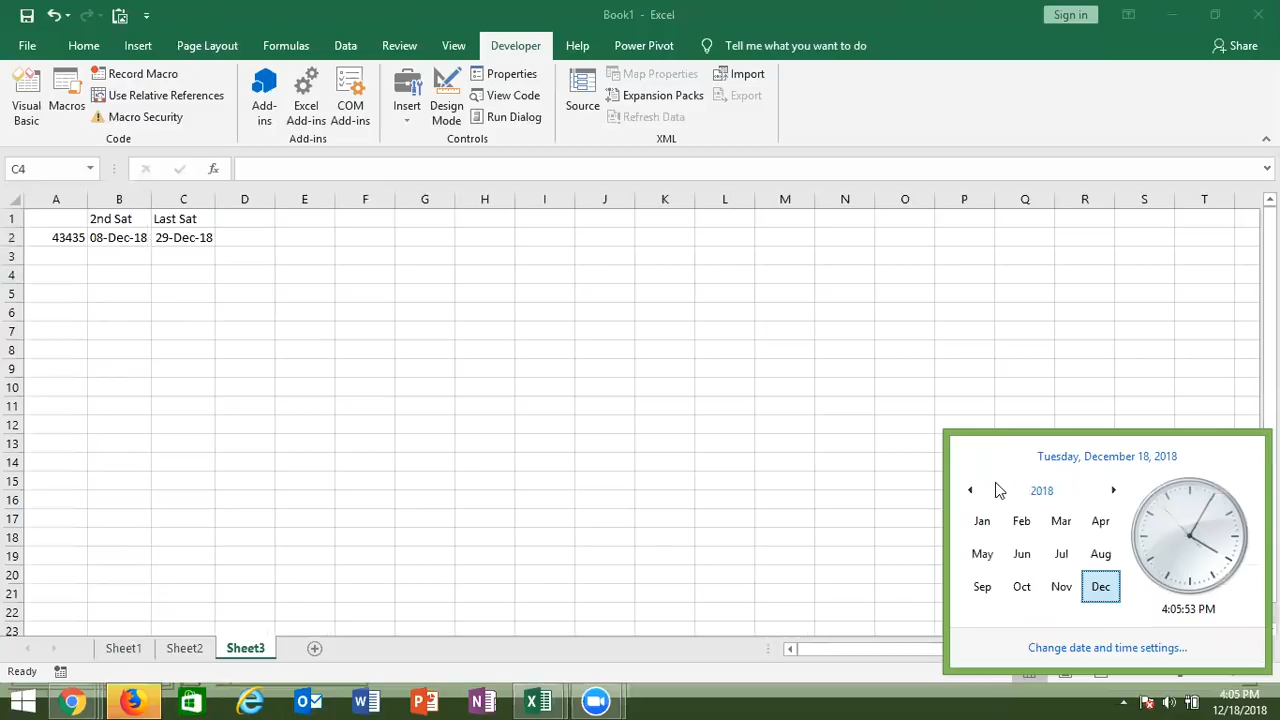 Book1 - Excel
Sign in
File Home Insert Page Layout Formulas Data Review View Developer Help Power Pivot Tell me what you want to do Share
Visual Basic
Macros
Record Macro
Use Relative References
Macro Security
Code
Add-ins
Excel Add-ins
COM Add-ins
Add-ins
Insert
Design Mode
Properties
View Code
Run Dialog
Controls
Source
Map Properties
Expansion Packs
Refresh Data
Import
Export
XML
C4
fx
A B C D E F G H I J K L M N O P Q R S T
1 2nd Sat Last Sat
2 43435 08-Dec-18 29-Dec-18
3
4
5
6
7
8
9
10
11
12
13
14
15
16
17
18
19
20
21
22
23
Tuesday, December 18, 2018
2018
Jan Feb Mar Apr
May Jun Jul Aug
Sep Oct Nov Dec
4:05:53 PM
Change date and time settings...
Sheet1 Sheet2 Sheet3
Ready
4:05 PM
12/18/2018